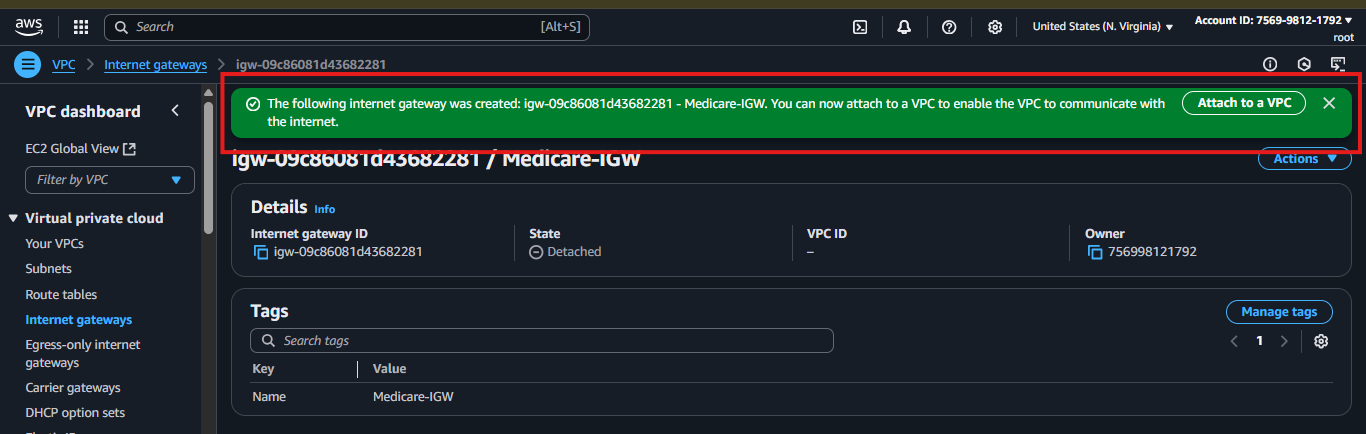 aws
Search [Alt+S]
United States (N. Virginia)
Account ID: 7569-9812-1792
root
VPC Internet gateways igw-09c86081d43682281
VPC dashboard
EC2 Global View
Filter by VPC
Virtual private cloud
Your VPCs
Subnets
Route tables
Internet gateways
Egress-only internet
gateways
Carrier gateways
DHCP option sets
The following internet gateway was created: igw-09c86081d43682281 - Medicare-IGW. You can now attach to a VPC to enable the VPC to communicate with
the internet.
Attach to a VPC
igw-09c86081d43682281 / Medicare-IGW
Actions
Details Info
Internet gateway ID
igw-09c86081d43682281
State
Detached
VPC ID
–
Owner
756998121792
Tags
Manage tags
Search tags
1
Key Value
Name Medicare-IGW